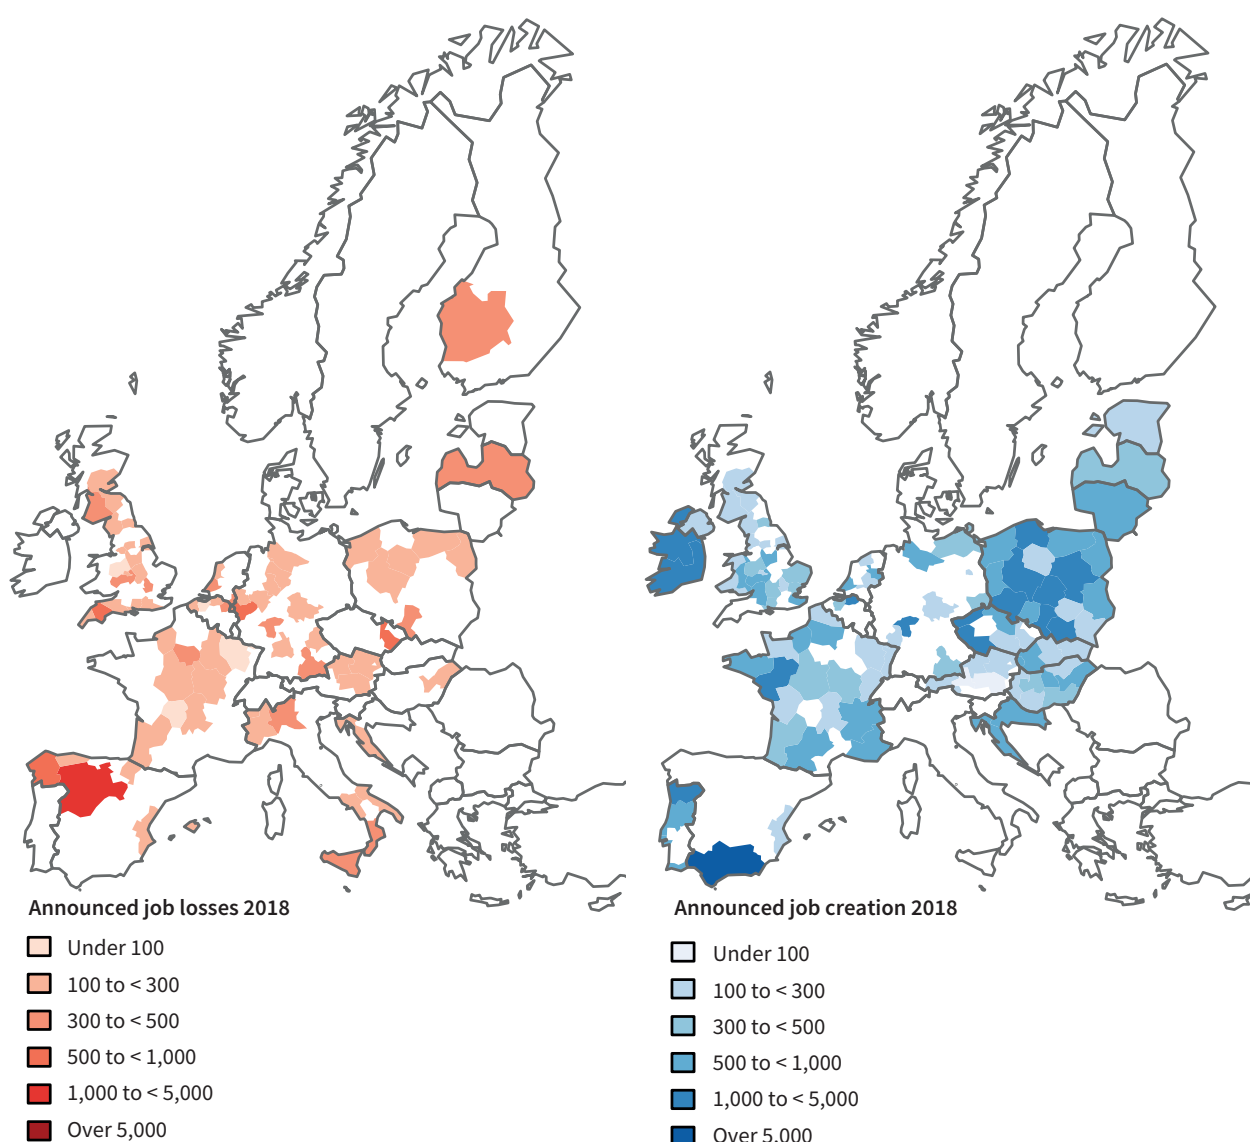 Announced job losses 2018
Under 100
100 to < 300
300 to < 500
500 to < 1,000
1,000 to < 5,000
Over 5,000
Announced job creation 2018
Under 100
100 to < 300
300 to < 500
500 to < 1,000
1,000 to < 5,000
Over 5,000